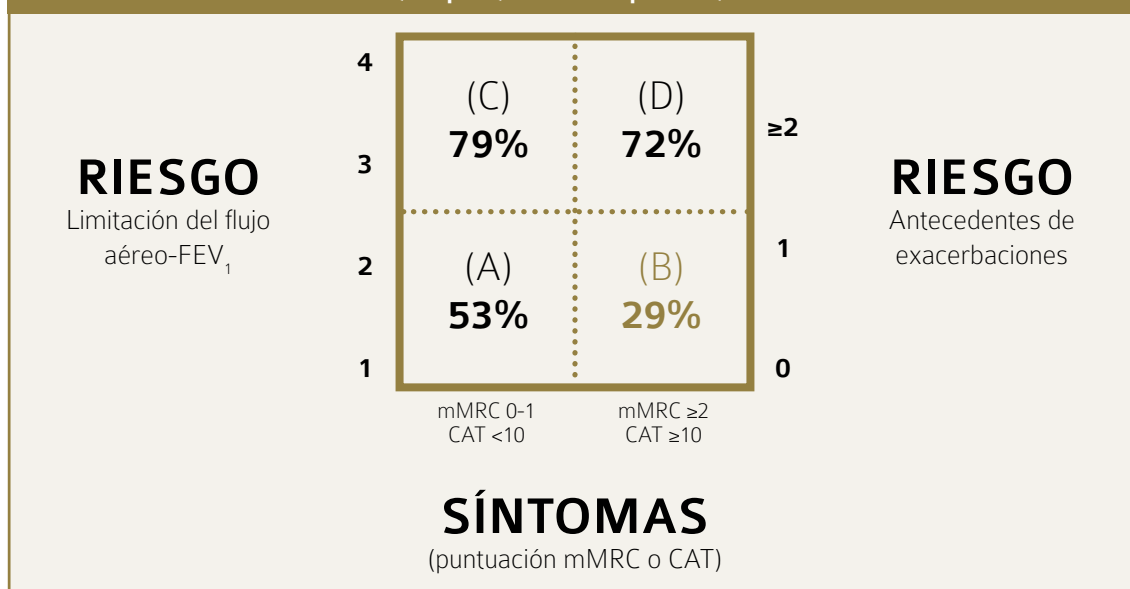 4
3
2
1
(C)
79%
(D)
72%
(A)
53%
(B)
29%
≥2
1
0
RIESGO
Limitación del flujo
aéreo-FEV1
RIESGO
Antecedentes de
exacerbaciones
mMRC 0-1
CAT <10
mMRC ≥2
CAT ≥10
SÍNTOMAS
(puntuación mMRC o CAT)